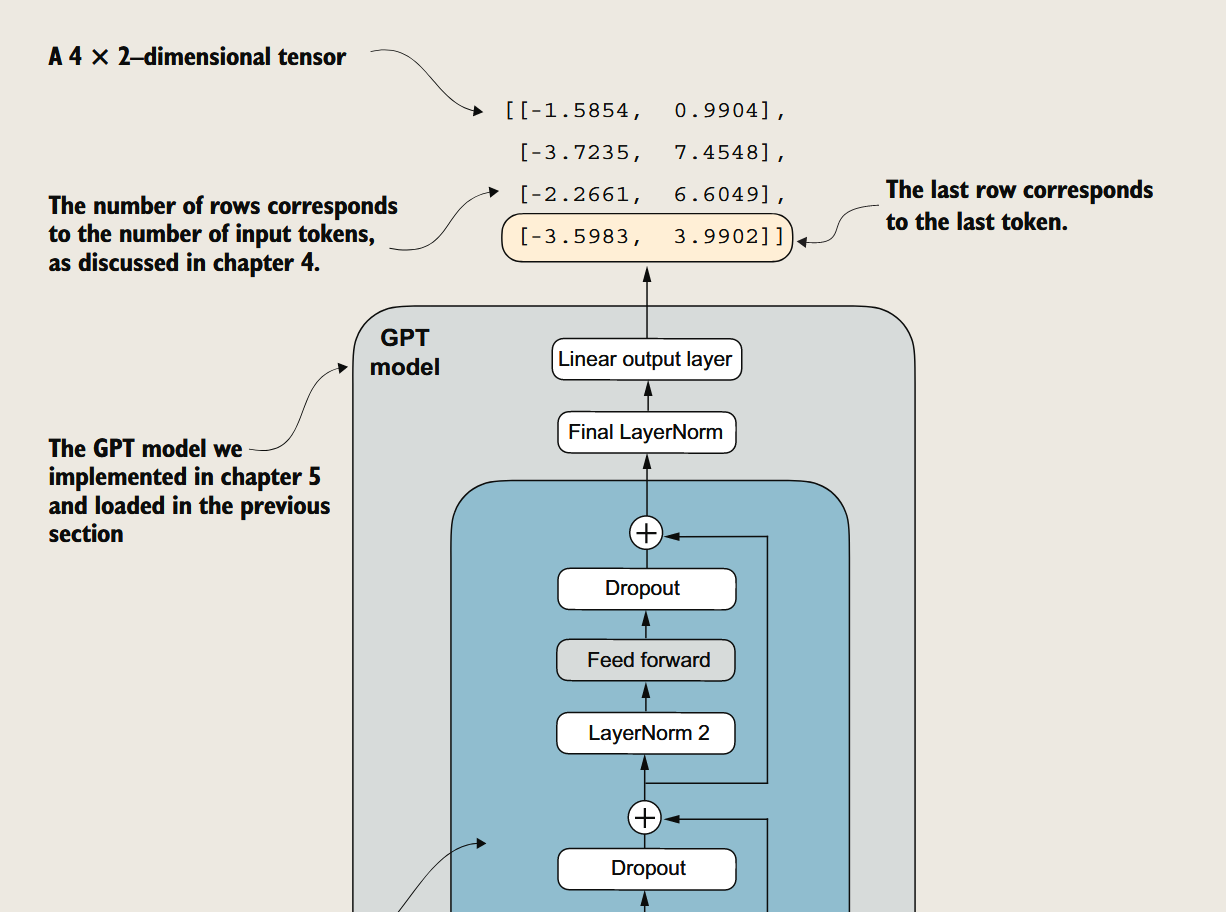 A 4 × 2–dimensional tensor
[[-1.5854, 0.9904],
[-3.7235, 7.4548],
[-2.2661, 6.6049],
[-3.5983, 3.9902]]
The number of rows corresponds
to the number of input tokens,
as discussed in chapter 4.
The last row corresponds
to the last token.
GPT
model
Linear output layer
Final LayerNorm
The GPT model we
implemented in chapter 5
and loaded in the previous
section
Dropout
Feed forward
LayerNorm 2
Dropout